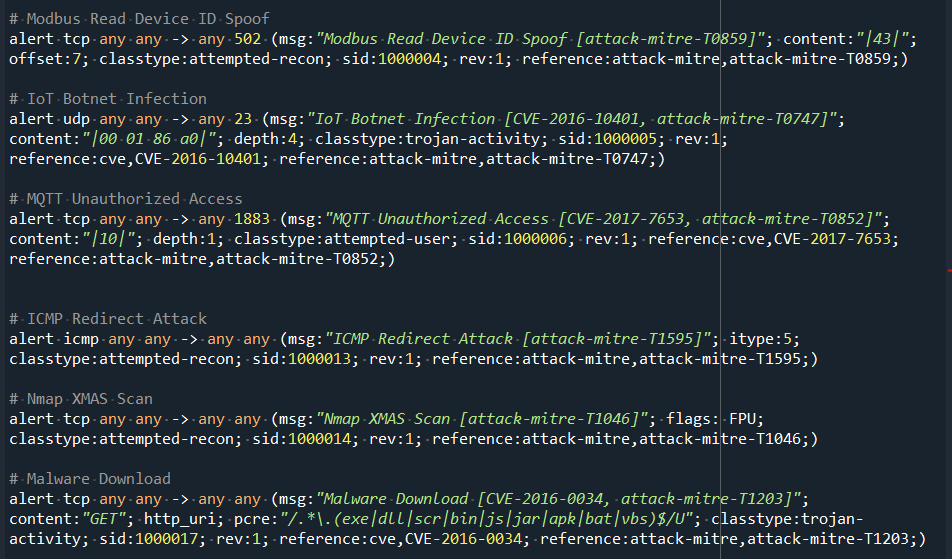 # Modbus Read Device ID Spoof
alert tcp any any -> any 502 (msg:"Modbus Read Device ID Spoof [attack-mitre-T0859]"; content:"|43|";
offset:7; classtype:attempted-recon; sid:1000004; rev:1; reference:attack-mitre,attack-mitre-T0859;)
# IoT Botnet Infection
alert udp any any -> any 23 (msg:"IoT Botnet Infection [CVE-2016-10401, attack-mitre-T0747]";
content:"|00 01 86 a0|"; depth:4; classtype:trojan-activity; sid:1000005; rev:1;
reference:cve,CVE-2016-10401; reference:attack-mitre,attack-mitre-T0747;)
# MQTT Unauthorized Access
alert tcp any any -> any 1883 (msg:"MQTT Unauthorized Access [CVE-2017-7653, attack-mitre-T0852]";
content:"|10|"; depth:1; classtype:attempted-user; sid:1000006; rev:1; reference:cve,CVE-2017-7653;
reference:attack-mitre,attack-mitre-T0852;)
# ICMP Redirect Attack
alert icmp any any -> any any (msg:"ICMP Redirect Attack [attack-mitre-T1595]"; itype:5;
classtype:attempted-recon; sid:1000013; rev:1; reference:attack-mitre,attack-mitre-T1595;)
# Nmap XMAS Scan
alert tcp any any -> any any (msg:"Nmap XMAS Scan [attack-mitre-T1046]"; flags: FPU;
classtype:attempted-recon; sid:1000014; rev:1; reference:attack-mitre,attack-mitre-T1046;)
# Malware Download
alert tcp any any -> any any (msg:"Malware Download [CVE-2016-0034, attack-mitre-T1203]";
content:"GET"; http_uri; pcre:"/.*\.(exe|dll|scr|bin|js|jar|apk|bat|vbs)$/U"; classtype:trojan-
activity; sid:1000017; rev:1; reference:cve,CVE-2016-0034; reference:attack-mitre,attack-mitre-T1203;)